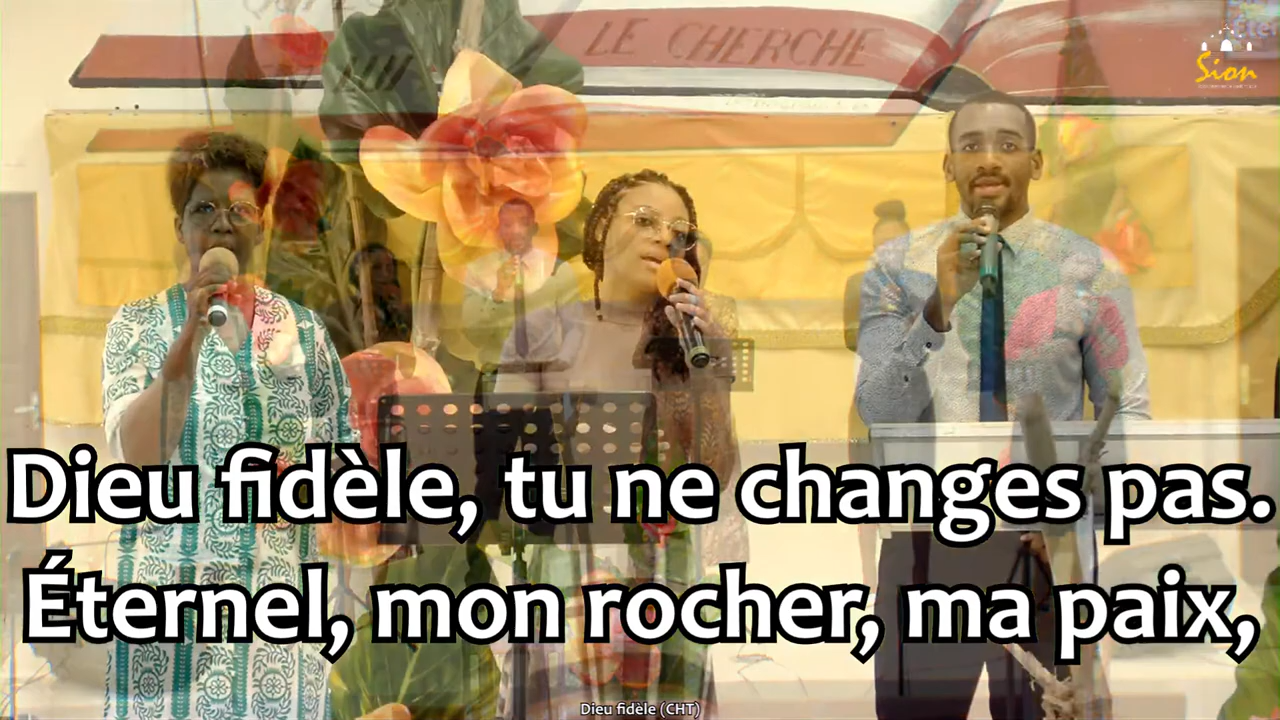 LE CHERCHE
Sion
Dieu fidèle, tu ne changes pas.
Éternel, mon rocher, ma paix,
Dieu fidèle (CHT)